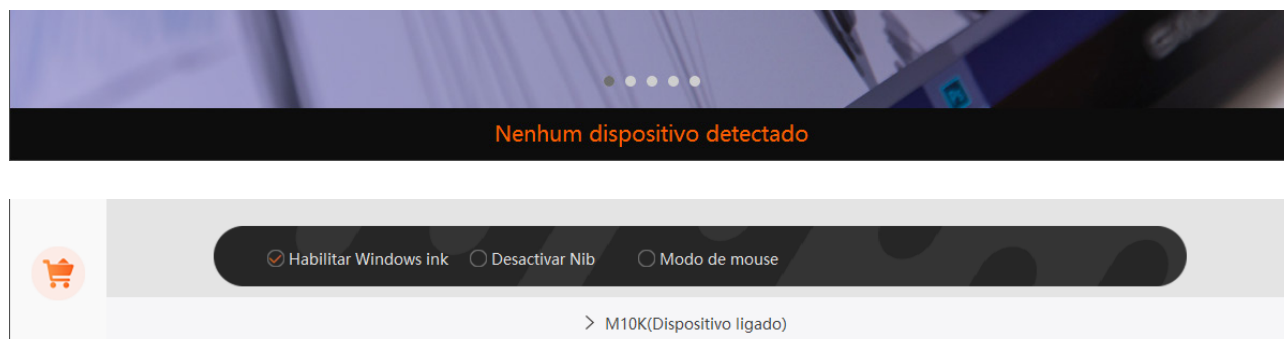 Nenhum dispositivo detectado
Habilitar Windows ink Desactivar Nib Modo de mouse
M10K(Dispositivo ligado)